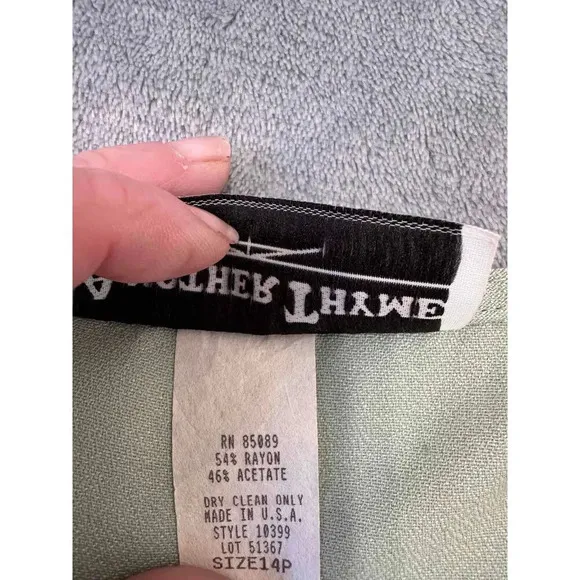 ANOTHER THYME
RN 85089
54% RAYON
46% ACETATE
DRY CLEAN ONLY
MADE IN U.S.A.
STYLE 10399
LOT 51367
SIZE14P